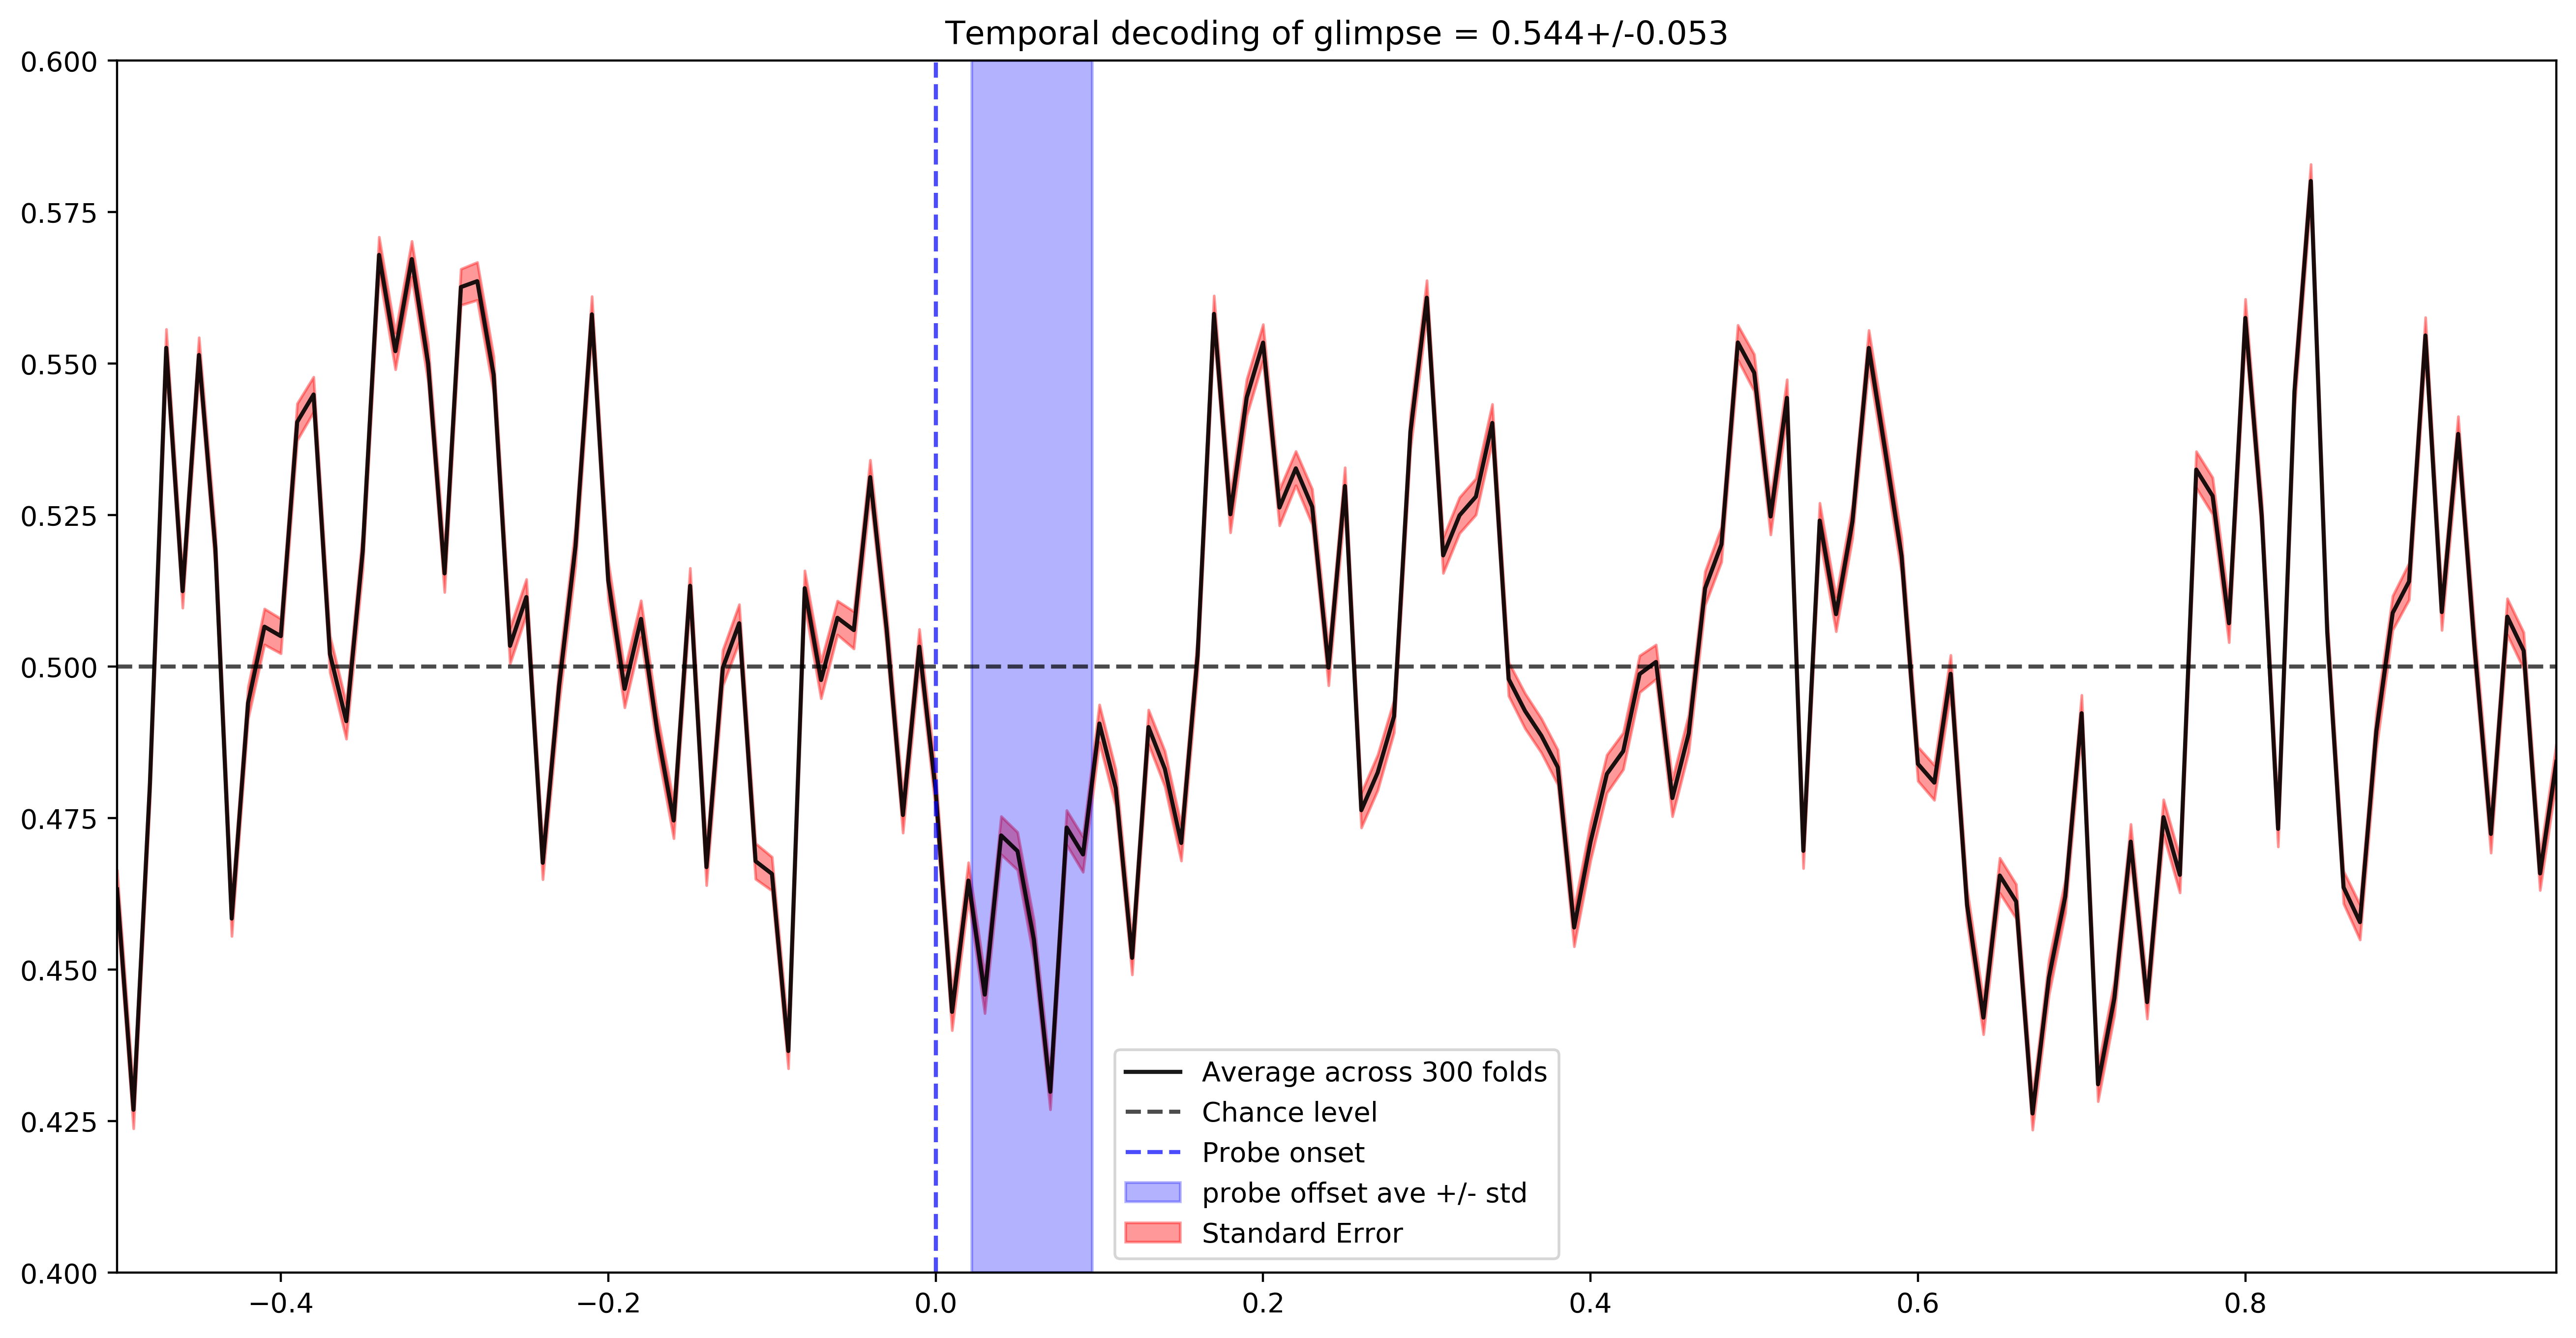 Temporal decoding of glimpse = 0.544+/-0.053
0.600
0.575
0.550
0.525
0.500
0.475
0.450
0.425
0.400
Average across 300 folds
Chance level
Probe onset
probe offset ave +/- std
Standard Error
−0.4 −0.2 0.0 0.2 0.4 0.6 0.8